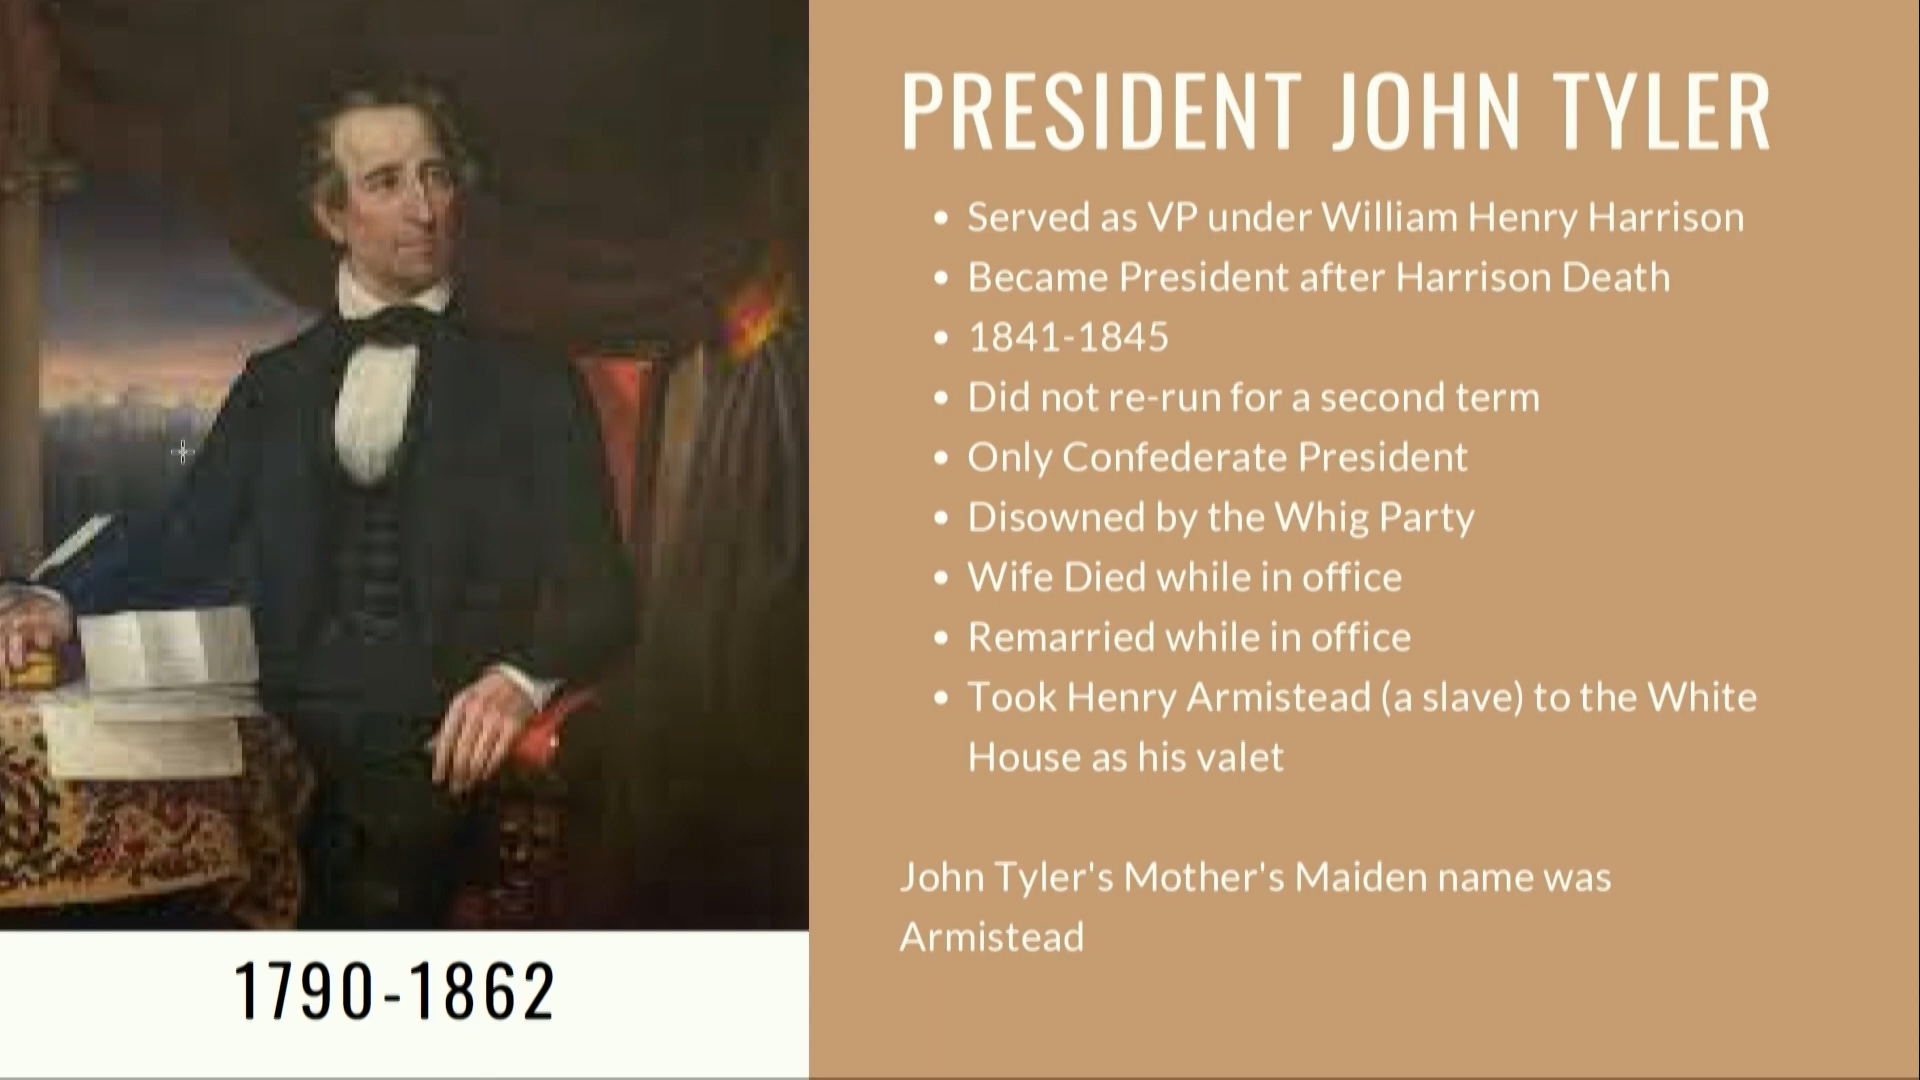 PRESIDENT JOHN TYLER
• Served as VP under William Henry Harrison
• Became President after Harrison Death
• 1841-1845
• Did not re-run for a second term
• Only Confederate President
• Disowned by the Whig Party
• Wife Died while in office
• Remarried while in office
• Took Henry Armistead (a slave) to the White
House as his valet
John Tyler's Mother's Maiden name was
Armistead
1790-1862